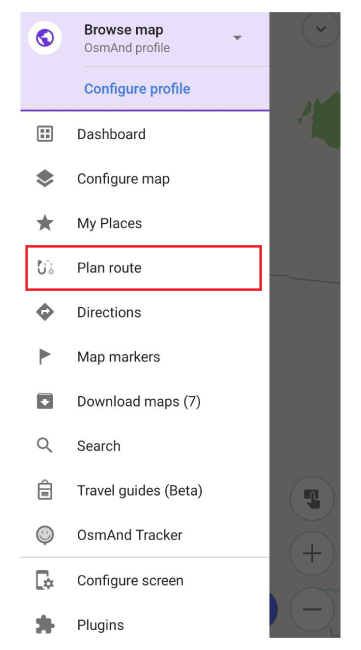 Browse map
OsmAnd profile
Configure profile
Dashboard
Configure map
My Places
Plan route
Directions
Map markers
Download maps (7)
Search
Travel guides (Beta)
OsmAnd Tracker
Configure screen
Plugins